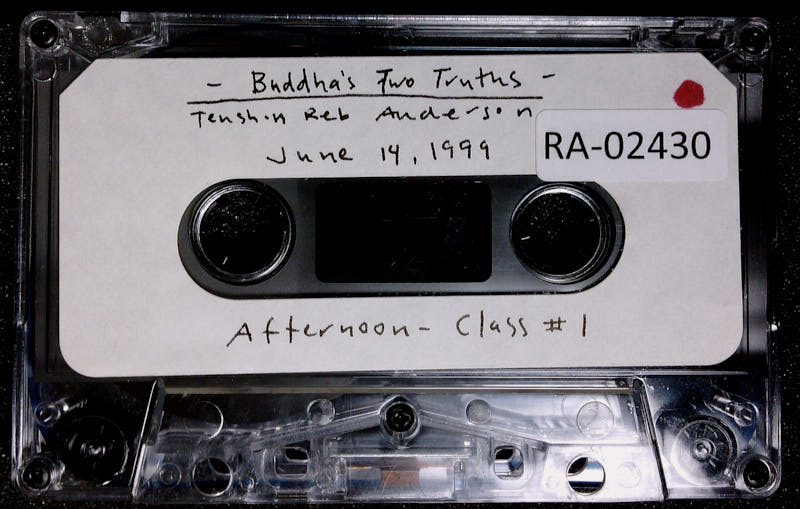 - Buddha's Two Truths -
Tenshin Reb Anderson
June 14, 1999
RA-02430
Afternoon - Class #1